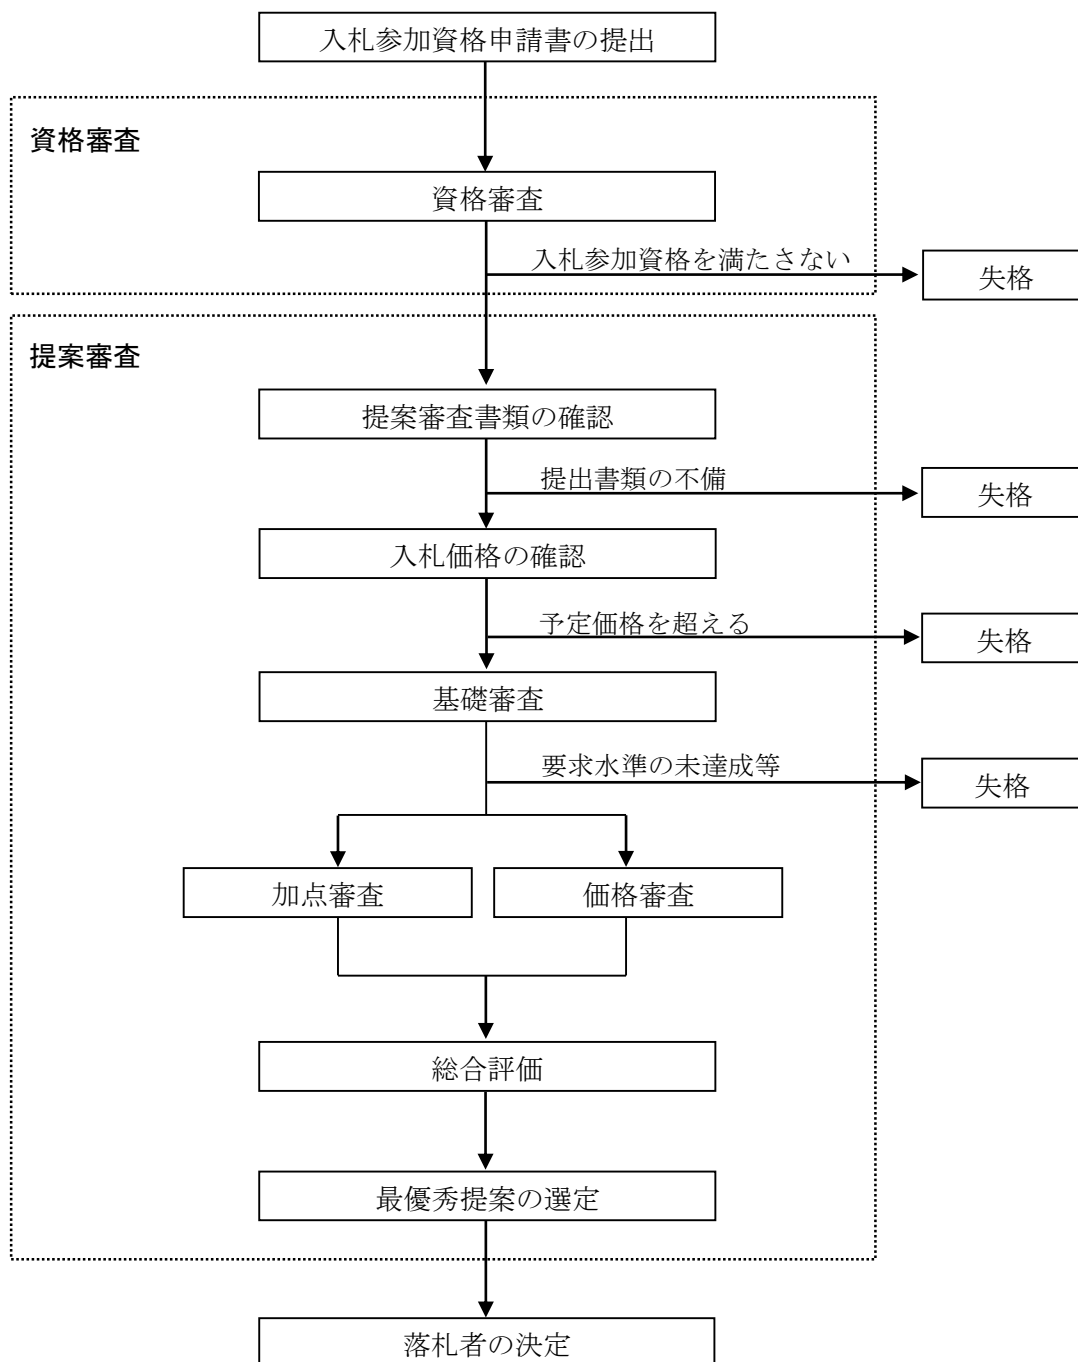 入札参加資格申請書の提出
資格審査
資格審査
入札参加資格を満たさない
失格
提案審査
提案審査書類の確認
提出書類の不備
失格
入札価格の確認
予定価格を超える
失格
基礎審査
要求水準の未達成等
失格
加点審査
価格審査
総合評価
最優秀提案の選定
落札者の決定